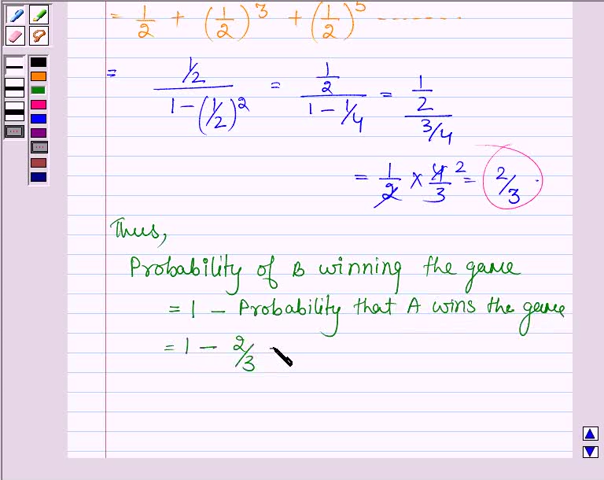 = 1/2 + (1/2)^3 + (1/2)^5 --------
= (1/2)/(1-(1/2)^2) = (1/2)/(1-1/4) = (1/2)/(3/4)
= 1/2 × 4/3 ^2 = 2/3 .
Thus,
Probability of B winning the game
= 1 - Probability that A wins the game
= 1 - 2/3 -